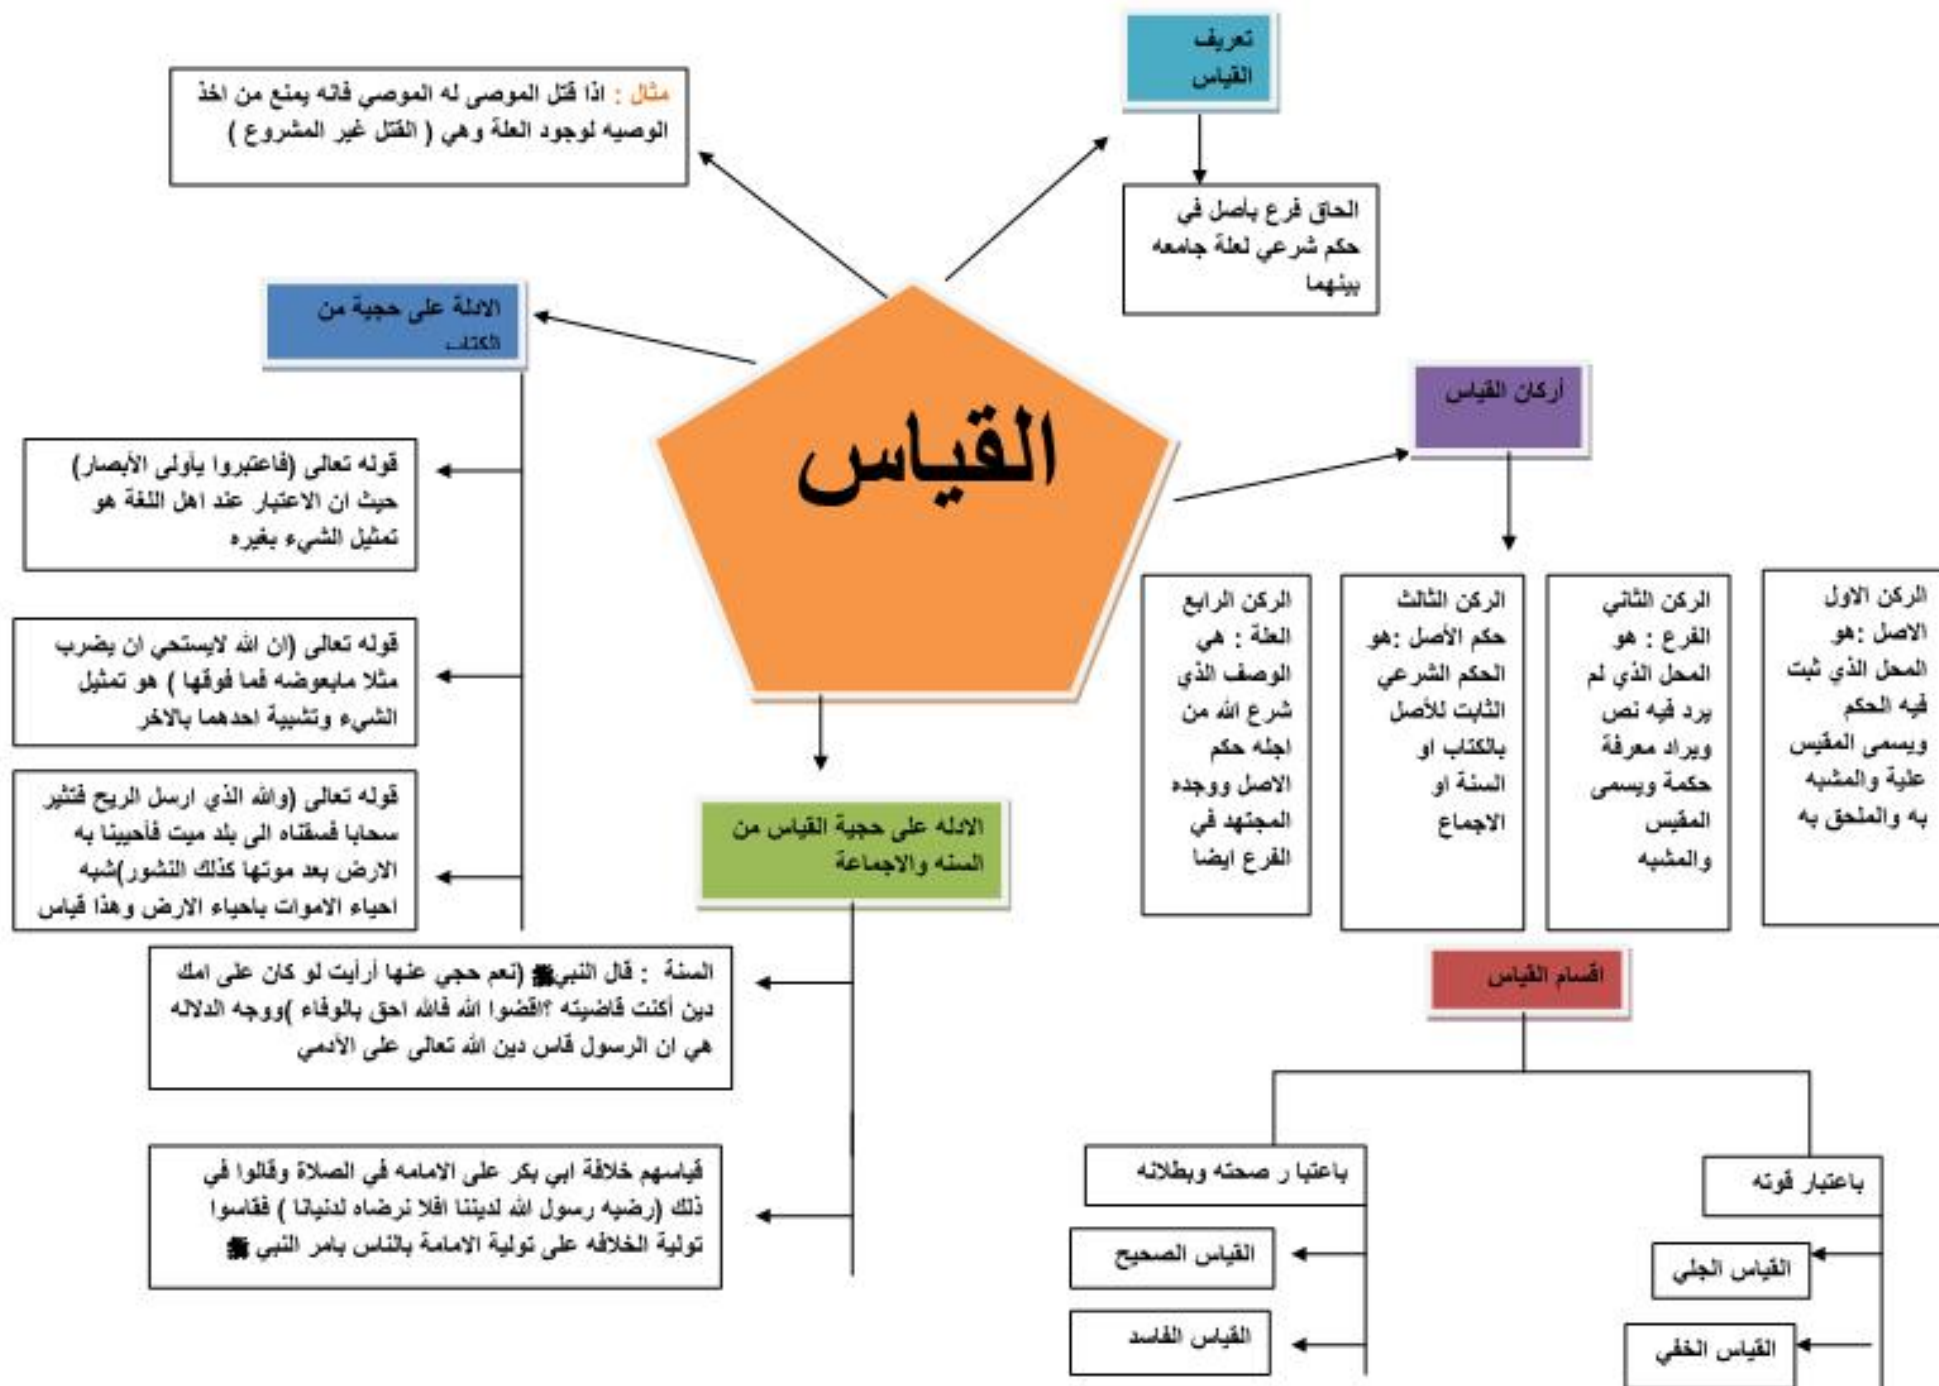 القياس
تعريف
القياس
الحاق فرع بأصل في
حكم شرعي لعلة جامعه
بينهما
مثال : اذا قتل الموصى له الموصي فانه يمنع من اخذ
الوصيه لوجود العلة وهي ( القتل غير المشروع )
أركان القياس
الركن الاول
الاصل :هو
المحل الذي ثبت
فيه الحكم
ويسمى المقيس
علية والمشبه
به والملحق به
الركن الثاني
الفرع : هو
المحل الذي لم
يرد فيه نص
ويراد معرفة
حكمة ويسمى
المقيس
والمشبه
الركن الثالث
حكم الأصل :هو
الحكم الشرعي
الثابت للأصل
بالكتاب او
السنة او
الاجماع
الركن الرابع
العلة : هي
الوصف الذي
شرع الله من
اجله حكم
الاصل ووجده
المجتهد في
الفرع ايضا
الادلة على حجية من
الكتاب
قوله تعالى (فاعتبروا يأولى الأبصار)
حيث ان الاعتبار عند اهل اللغة هو
تمثيل الشيء بغيره
قوله تعالى (ان الله لايستحي ان يضرب
مثلا مابعوضه فما فوقها ) هو تمثيل
الشيء وتشبية احدهما بالاخر
قوله تعالى (والله الذي ارسل الريح فتثير
سحابا فسقناه الى بلد ميت فأحيينا به
الارض بعد موتها كذلك النشور)شبه
احياء الاموات باحياء الارض وهذا قياس
الادله على حجية القياس من
السنه والاجماعة
السنة : قال النبي ﷺ (نعم حجي عنها أرأيت لو كان على امك
دين أكنت قاضيته ؟اقضوا الله فالله احق بالوفاء )ووجه الدلاله
هي ان الرسول قاس دين الله تعالى على الأدمي
قياسهم خلافة ابي بكر على الامامه في الصلاة وقالوا في
ذلك (رضيه رسول الله لديننا افلا نرضاه لدنيانا ) فقاسوا
تولية الخلافه على تولية الامامة بالناس بامر النبي ﷺ
اقسام القياس
باعتبار قوته
القياس الجلي
القياس الخفي
باعتبا ر صحته وبطلانه
القياس الصحيح
القياس الفاسد